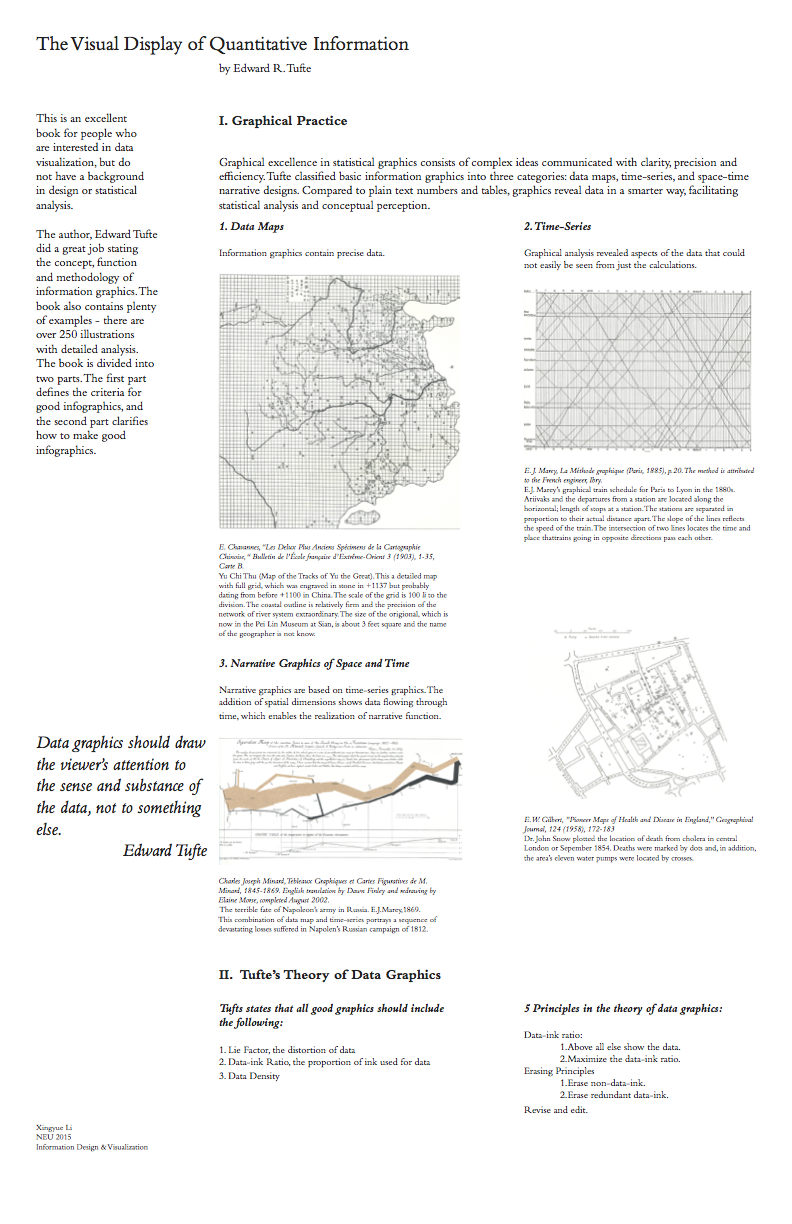 The Visual Display of Quantitative Information
by Edward R. Tufte
This is an excellent
book for people who
are interested in data
visualization, but do
not have a background
in design or statistical
analysis.
The author, Edward Tufte
did a great job stating
the concept, function
and methodology of
information graphics. The
book also contains plenty
of examples – there are
over 250 illustrations
with detailed analysis.
The book is divided into
two parts. The first part
defines the criteria for
good infographics, and
the second part clarifies
how to make good
infographics.
Data graphics should draw
the viewer's attention to
the sense and substance of
the data, not to something
else.
Edward Tufte
I. Graphical Practice
Graphical excellence in statistical graphics consists of complex ideas communicated with clarity, precision and
efficiency. Tufte classified basic information graphics into three categories: data maps, time-series, and space-time
narrative designs. Compared to plain text numbers and tables, graphics reveal data in a smarter way, facilitating
statistical analysis and conceptual perception.
1. Data Maps
Information graphics contain precise data.
E. Chavannes, "Les Delux Plus Anciens Spécimens de la Cartographie
Chinoise, " Bulletin de l'École française d'Extrême-Orient 3 (1903), 1-35,
Carte B.
Yu Chi Thu (Map of the Tracks of Yu the Great). This a detailed map
with full grid, which was engraved in stone in +1137 but probably
dating from before +1100 in China. The scale of the grid is 100 li to the
division. The coastal outline is relatively firm and the precision of the
network of river system extraordinary. The size of the origional, which is
now in the Pei Lin Museum at Sian, is about 3 feet square and the name
of the geographer is not know.
2. Time-Series
Graphical analysis revealed aspects of the data that could
not easily be seen from just the calculations.
E. J. Marey, La Méthode graphique (Paris, 1885), p.20. The method is attributed
to the French engineer, Ibry.
E.J. Marey's graphical train schedule for Paris to Lyon in the 1880s.
Ariivaks and the departures from a station are located along the
horizontal; length of stops at a station. The stations are separated in
proportion to their actual distance apart. The slope of the lines reflects
the speed of the train. The intersection of two lines locates the time and
place thattrains going in opposite directions pass each other.
E. W. Gilbert, "Pioneer Maps of Health and Disease in England," Geographical
Journal, 124 (1958), 172-183
Dr. John Snow plotted the location of death from cholera in central
London or Sepember 1854. Deaths were marked by dots and, in addition,
the area's eleven water pumps were located by crosses.
3. Narrative Graphics of Space and Time
Narrative graphics are based on time-series graphics. The
addition of spatial dimensions shows data flowing through
time, which enables the realization of narrative function.
Charles Joseph Minard, Tebleaux Graphiques et Cartes Figuratives de M.
Minard, 1845-1869. English translation by Dawn Finley and redrawing by
Elaine Morse, completed August 2002.
The terrible fate of Napoleon's army in Russia. E.J.Marey,1869.
This combination of data map and time-series portrays a sequence of
devastating losses suffered in Napolen's Russian campaign of 1812.
II. Tufte's Theory of Data Graphics
Tufts states that all good graphics should include
the following:
1. Lie Factor, the distortion of data
2. Data-ink Ratio, the proportion of ink used for data
3. Data Density
5 Principles in the theory of data graphics:
Data-ink ratio:
1.Above all else show the data.
2.Maximize the data-ink ratio.
Erasing Principles
1.Erase non-data-ink.
2.Erase redundant data-ink.
Revise and edit.
Xingyue Li
NEU 2015
Information Design & Visualization